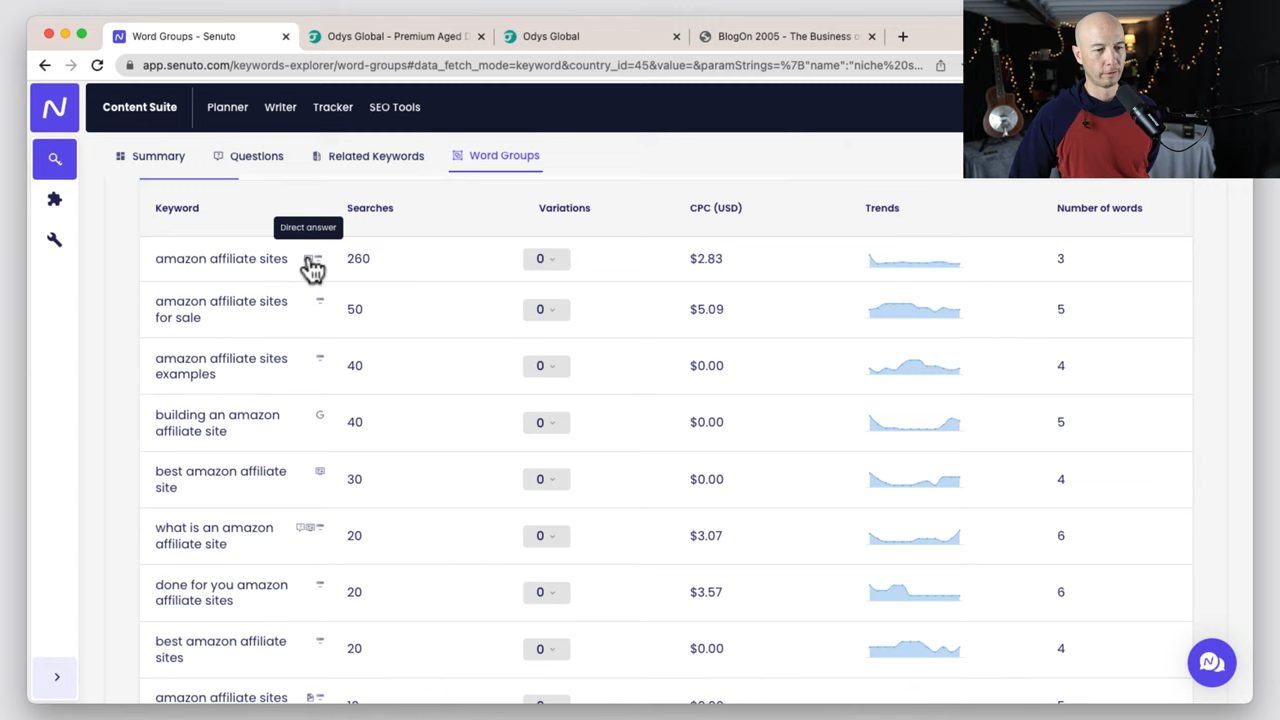 Word Groups - Senuto
Odys Global - Premium Aged D
Odys Global
BlogOn 2005 - The Business o
app.senuto.com/keywords-explorer/word-groups#data_fetch_mode=keyword&country_id=45&value=&paramStrings=%7B"name":"niche%20s...
Content Suite
Planner
Writer
Tracker
SEO Tools
Summary
Questions
Related Keywords
Word Groups
Keyword
Searches
Variations
CPC (USD)
Trends
Number of words
Direct answer
amazon affiliate sites
260
0
$2.83
3
amazon affiliate sites
for sale
50
0
$5.09
5
amazon affiliate sites
examples
40
0
$0.00
4
building an amazon
affiliate site
G
40
0
$0.00
5
best amazon affiliate
site
30
0
$0.00
4
what is an amazon
affiliate site
20
0
$3.07
6
done for you amazon
affiliate sites
20
0
$3.57
6
best amazon affiliate
sites
20
0
$0.00
4
amazon affiliate sites